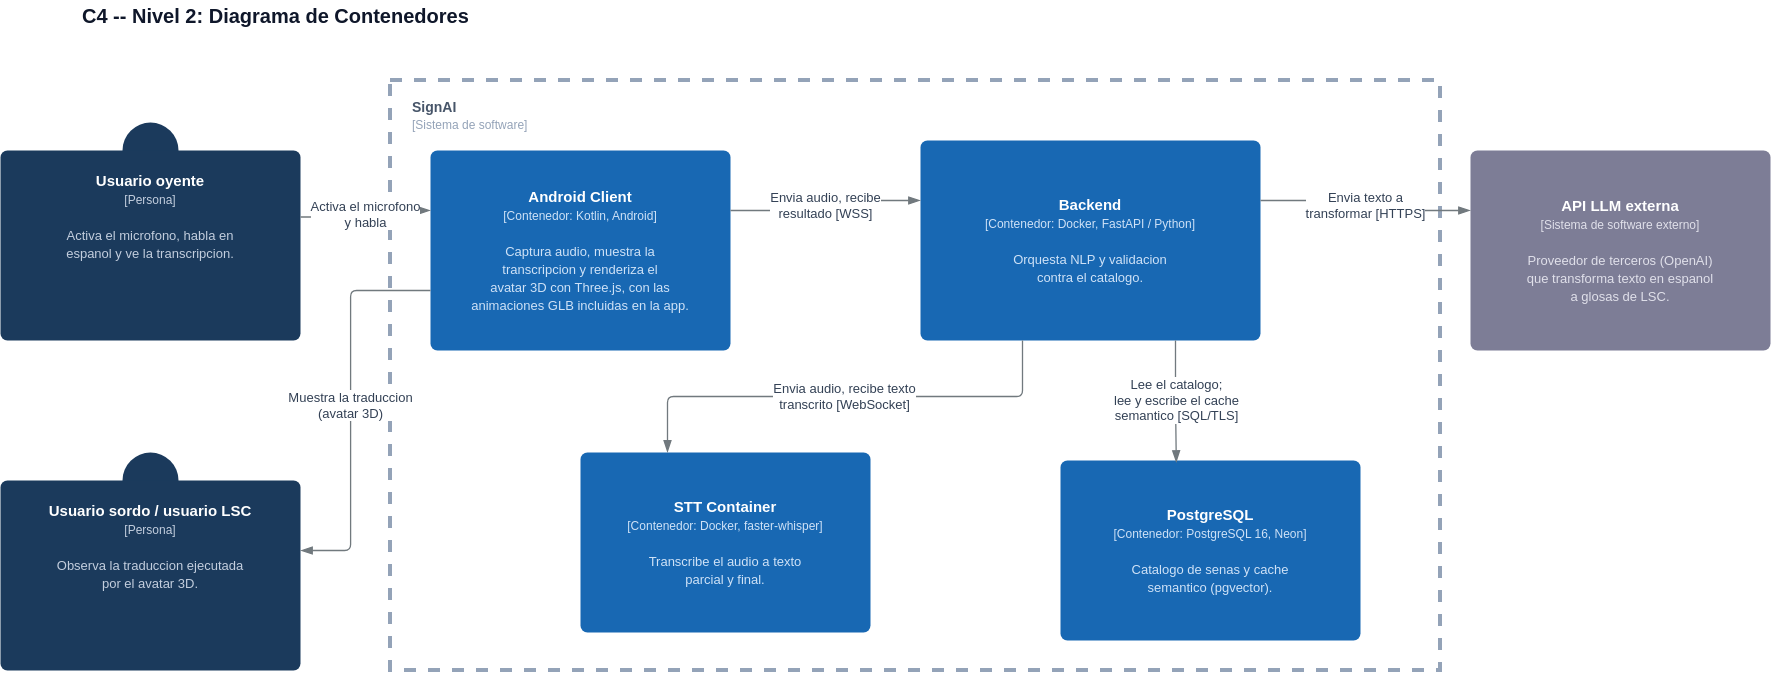 C4 -- Nivel 2: Diagrama de Contenedores
SignAI
[Sistema de software]
Usuario oyente
[Persona]
Activa el microfono, habla en
espanol y ve la transcripcion.
Activa el microfono
y habla
Android Client
[Contenedor: Kotlin, Android]
Captura audio, muestra la
transcripcion y renderiza el
avatar 3D con Three.js, con las
animaciones GLB incluidas en la app.
Envia audio, recibe
resultado [WSS]
Backend
[Contenedor: Docker, FastAPI / Python]
Orquesta NLP y validacion
contra el catalogo.
Envia texto a
transformar [HTTPS]
API LLM externa
[Sistema de software externo]
Proveedor de terceros (OpenAI)
que transforma texto en espanol
a glosas de LSC.
Muestra la traduccion
(avatar 3D)
Envia audio, recibe texto
transcrito [WebSocket]
Lee el catalogo;
lee y escribe el cache
semantico [SQL/TLS]
Usuario sordo / usuario LSC
[Persona]
Observa la traduccion ejecutada
por el avatar 3D.
STT Container
[Contenedor: Docker, faster-whisper]
Transcribe el audio a texto
parcial y final.
PostgreSQL
[Contenedor: PostgreSQL 16, Neon]
Catalogo de senas y cache
semantico (pgvector).